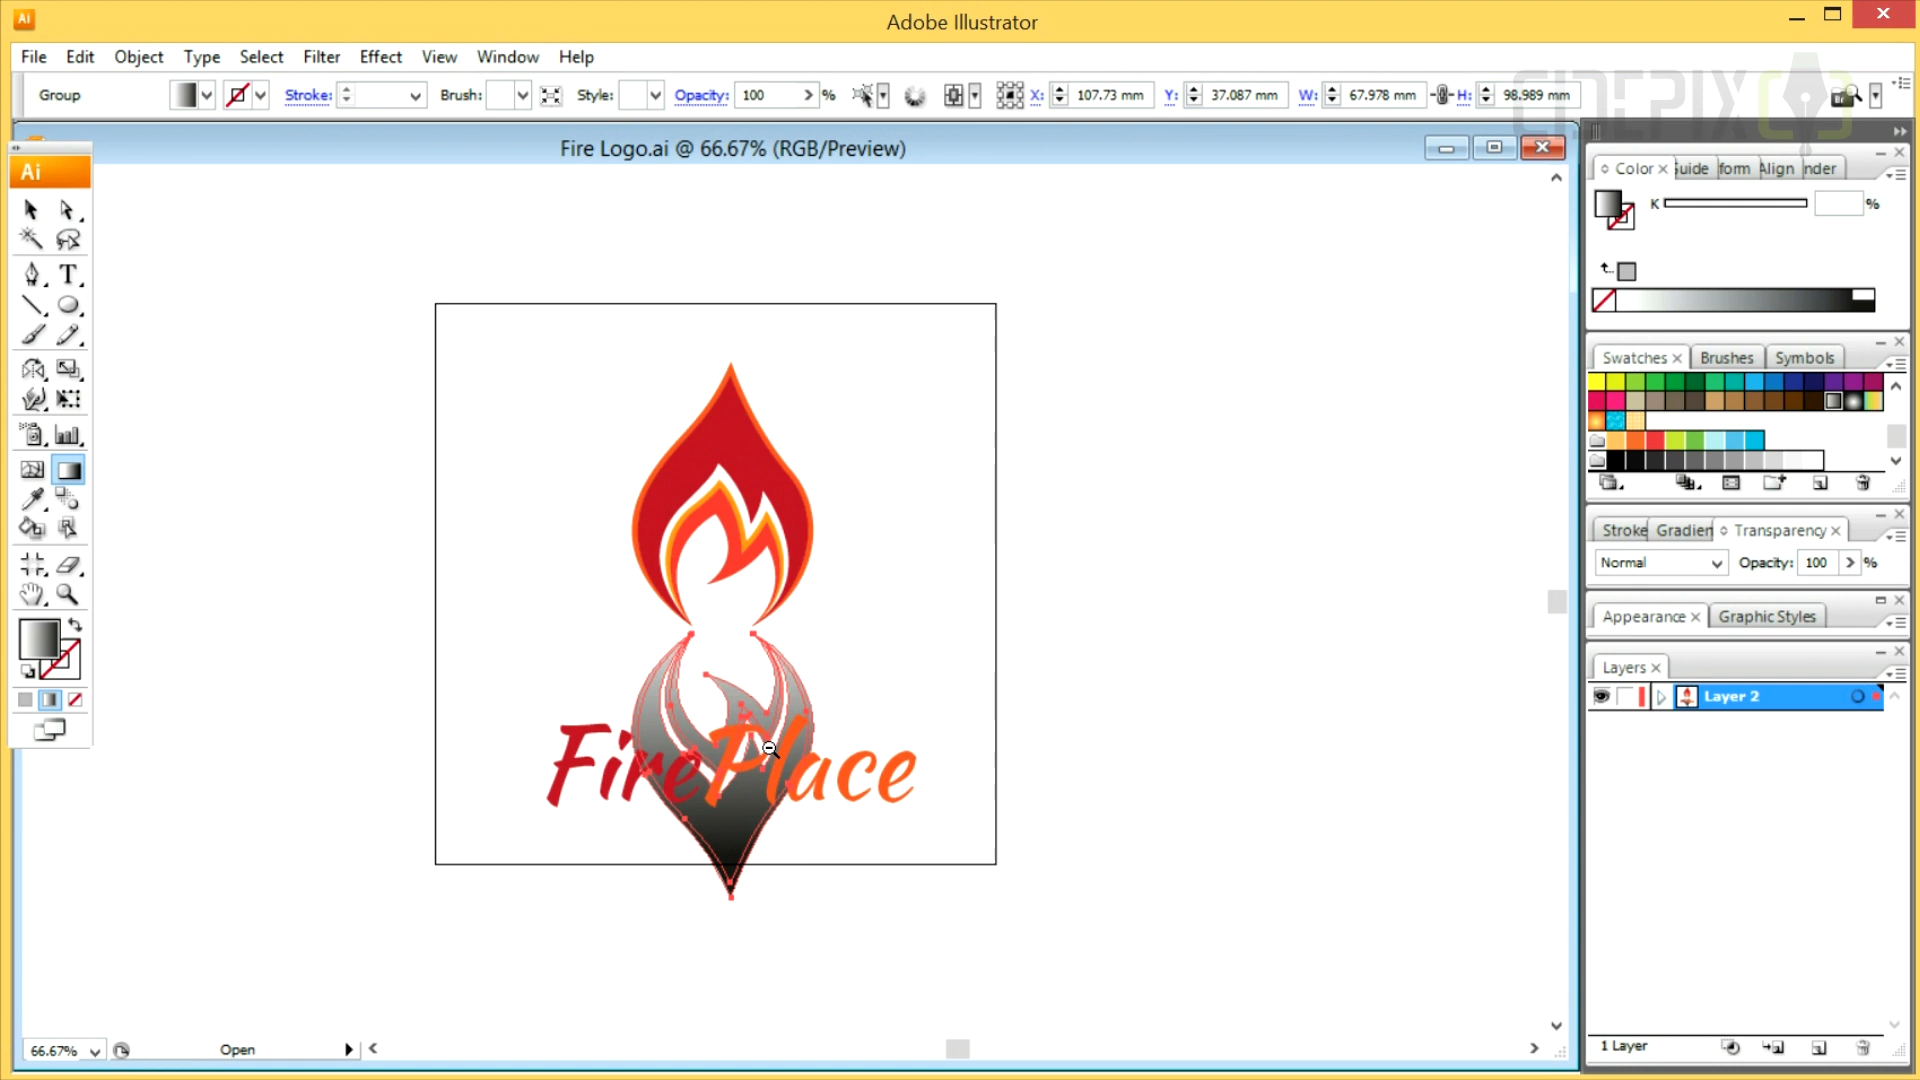 Ai
Adobe Illustrator
File Edit Object Type Select Filter Effect View Window Help
CINEPIX
Group Stroke: Brush: Style: Opacity: 100 % X: 107.73 mm Y: 37.087 mm W: 67.978 mm H: 98.989 mm
Fire Logo.ai @ 66.67% (RGB/Preview)
Ai
T
Color Guide form Align nder
K %
Swatches Brushes Symbols
Stroke Gradien Transparency
Normal Opacity: 100 %
Appearance Graphic Styles
Layers
Layer 2
FirePlace
66.67% Open
1 Layer